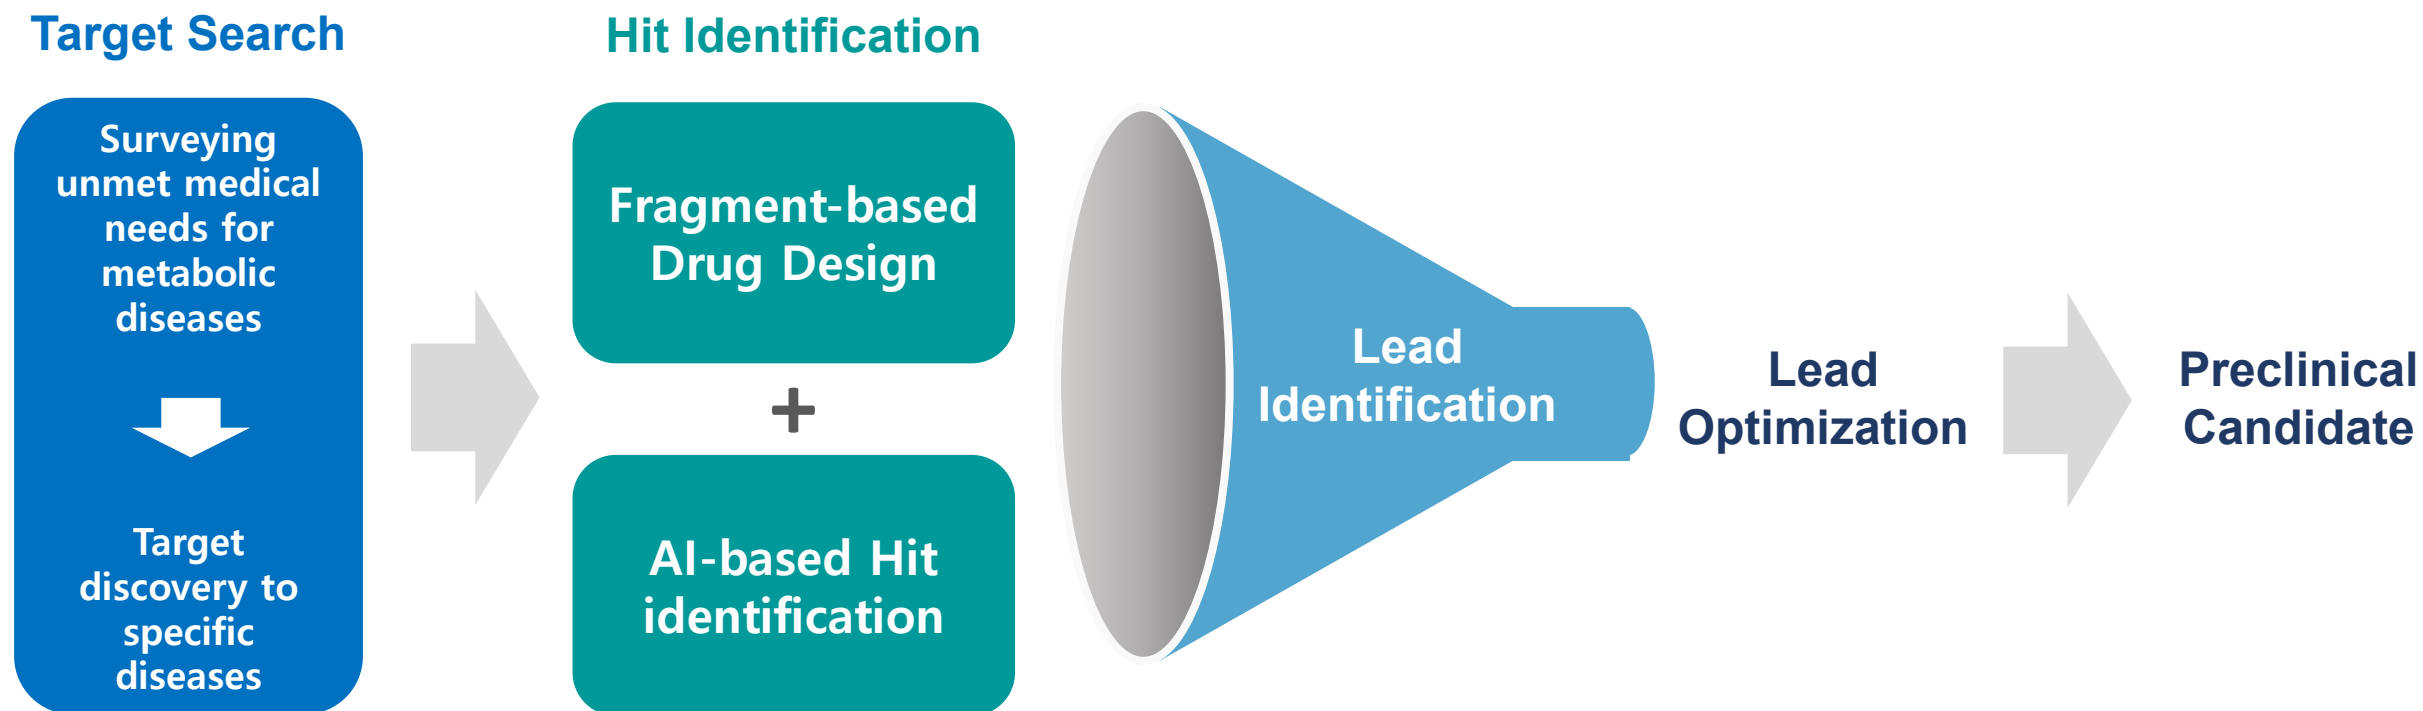 Target Search
Surveying
unmet medical
needs for
metabolic
diseases
Target
discovery to
specific
diseases
Hit Identification
Fragment-based
Drug Design
+
AI-based Hit
identification
Lead
Identification
Lead
Optimization
Preclinical
Candidate